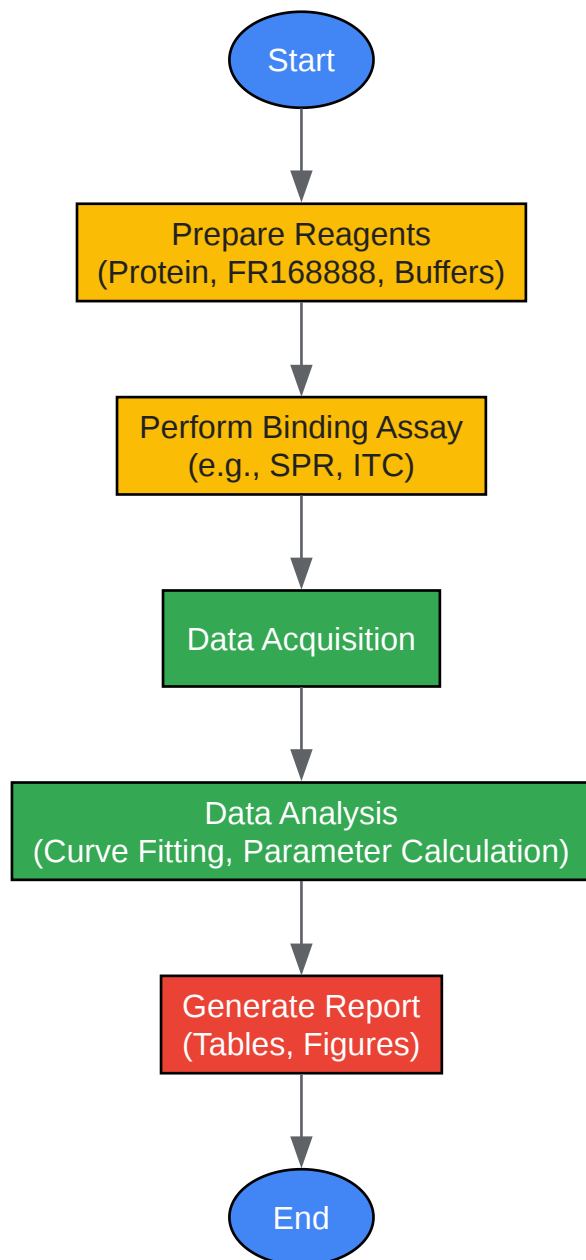 Start
Prepare Reagents
(Protein, FR168888, Buffers)
Perform Binding Assay
(e.g., SPR, ITC)
Data Acquisition
Data Analysis
(Curve Fitting, Parameter Calculation)
Generate Report
(Tables, Figures)
End